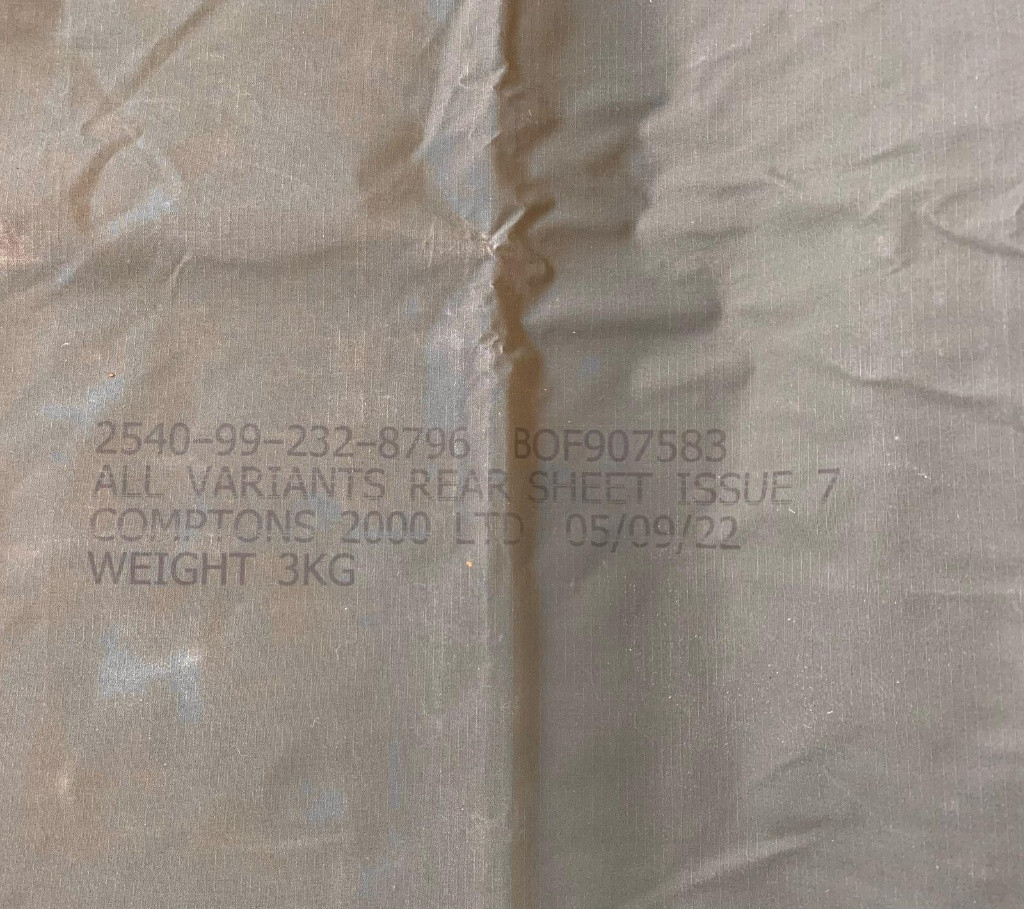 2540-99-232-8796 BOF907583
ALL VARIANTS REAR SHEET ISSUE 7
COMPTONS 2000 LTD 05/09/22
WEIGHT 3KG